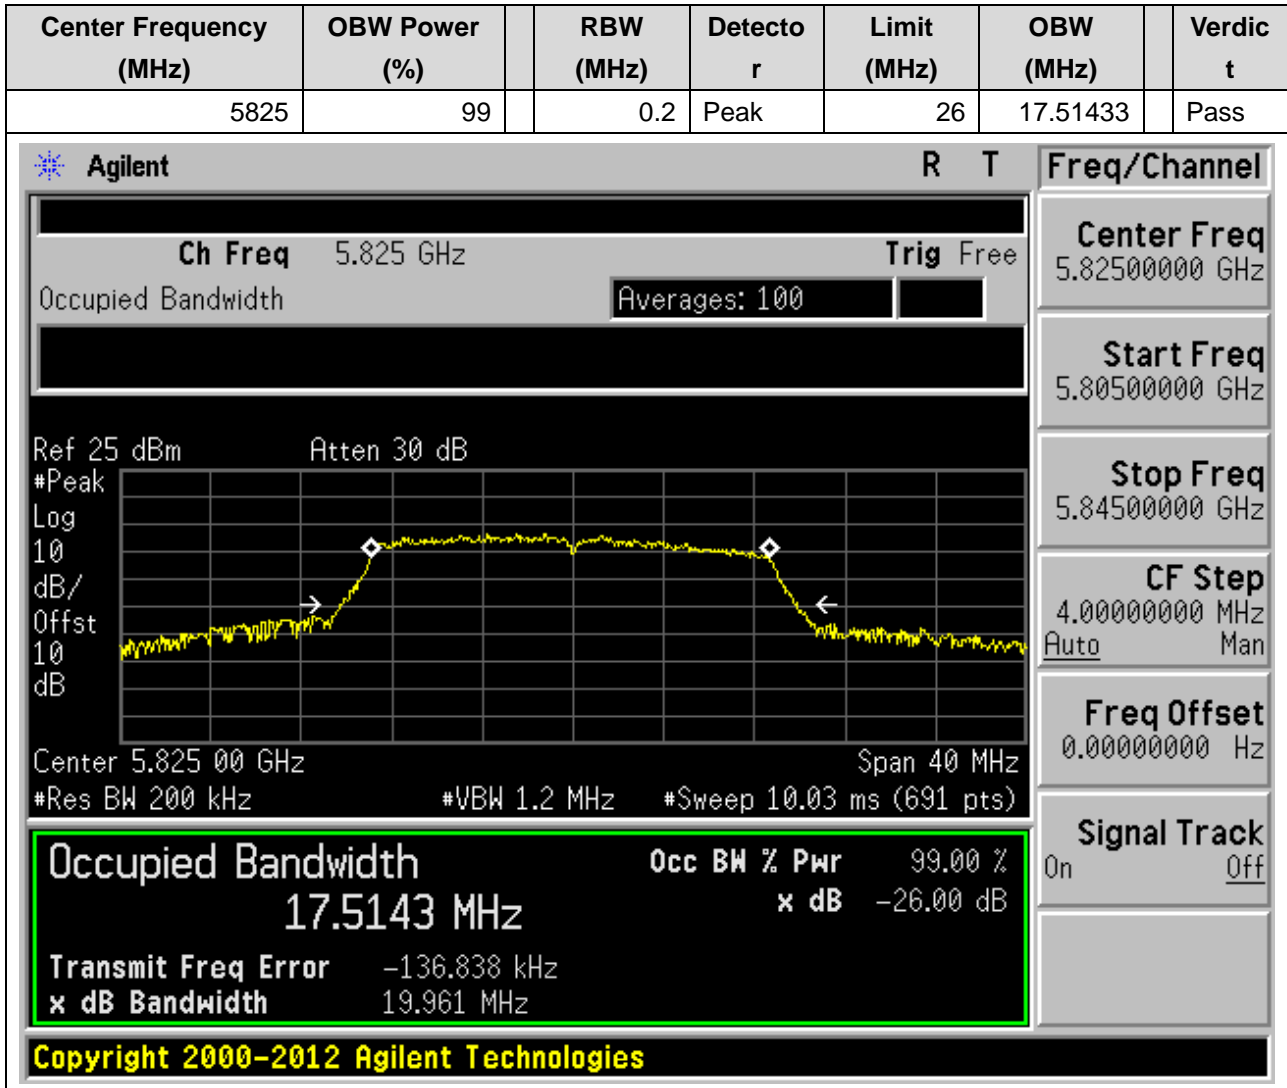 Center Frequency OBW Power RBW Detecto Limit OBW Verdic
(MHz) (%) (MHz) r (MHz) (MHz) t
5825 99 0.2 Peak 26 17.51433 Pass
Agilent R T Freq/Channel
Ch Freq 5.825 GHz Trig Free
Occupied Bandwidth Averages: 100
Center Freq
5.82500000 GHz
Start Freq
5.80500000 GHz
Stop Freq
5.84500000 GHz
CF Step
4.00000000 MHz
Auto Man
Freq Offset
0.00000000 Hz
Signal Track
On Off
Ref 25 dBm Atten 30 dB
#Peak
Log
10
dB/
Offst
10
dB
Center 5.825 00 GHz Span 40 MHz
#Res BW 200 kHz #VBW 1.2 MHz #Sweep 10.03 ms (691 pts)
Occupied Bandwidth Occ BW % Pwr 99.00 %
17.5143 MHz x dB -26.00 dB
Transmit Freq Error -136.838 kHz
x dB Bandwidth 19.961 MHz
Copyright 2000-2012 Agilent Technologies